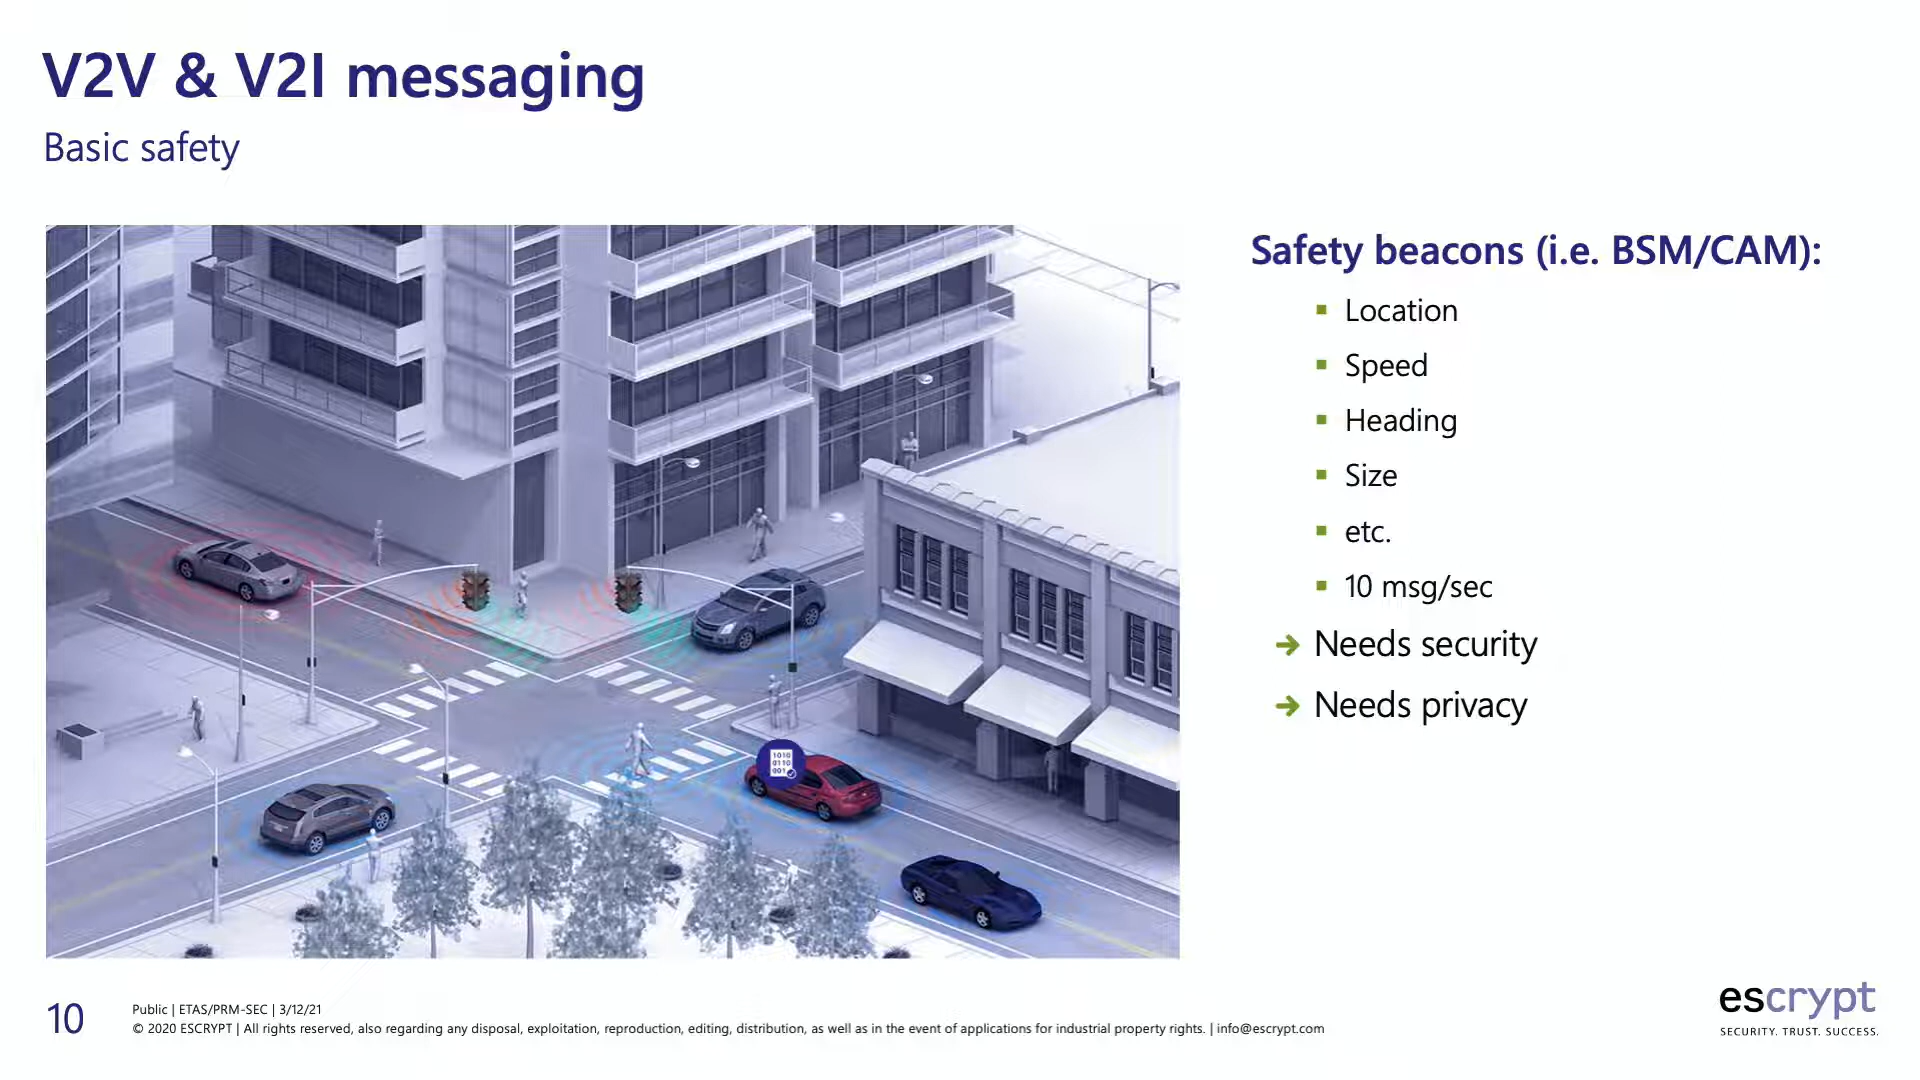 V2V & V2I messaging
Basic safety
Safety beacons (i.e. BSM/CAM):
Location
Speed
Heading
Size
etc.
10 msg/sec
Needs security
Needs privacy
1010
0110
001
10
Public | ETAS/PRM-SEC | 3/12/21
© 2020 ESCRYPT | All rights reserved, also regarding any disposal, exploitation, reproduction, editing, distribution, as well as in the event of applications for industrial property rights. | info@escrypt.com
escrypt
SECURITY. TRUST. SUCCESS.